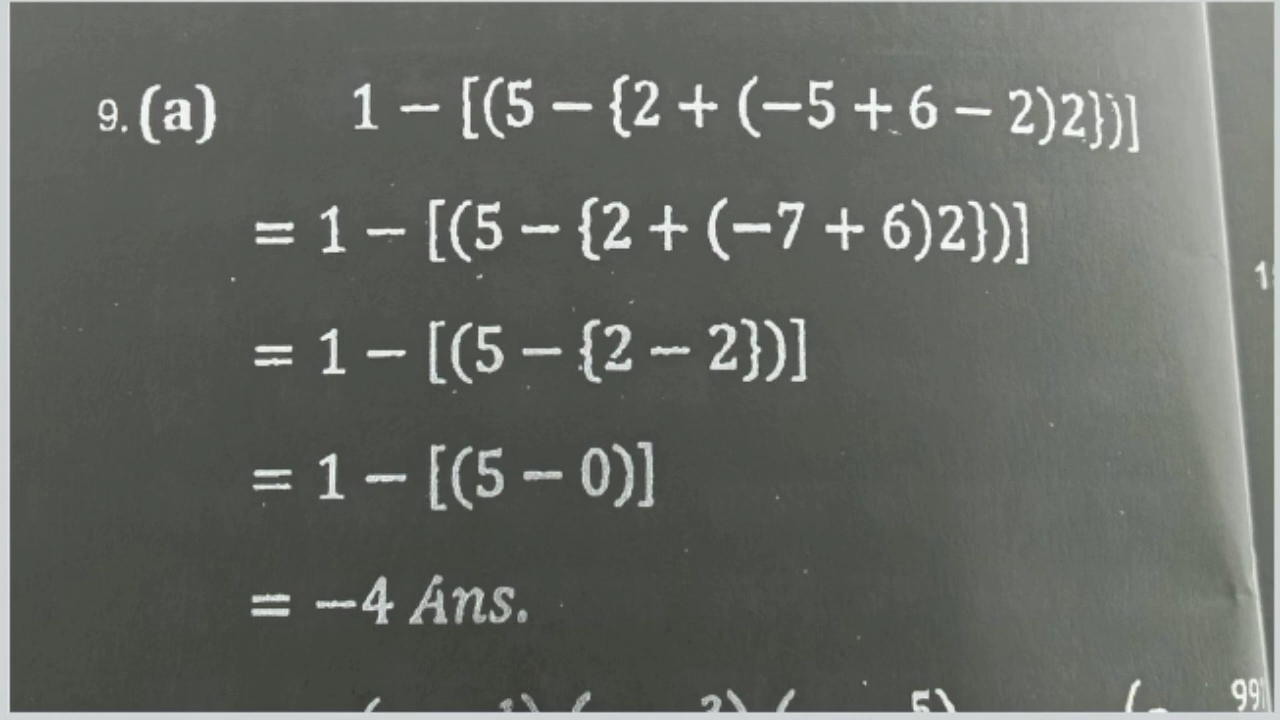 9. (a) 1 − [(5 − {2 + (−5 + 6 − 2)2})]
= 1 − [(5 − {2 + (−7 + 6)2})]
= 1 − [(5 − {2 − 2})]
= 1 − [(5 − 0)]
= −4 Ans.